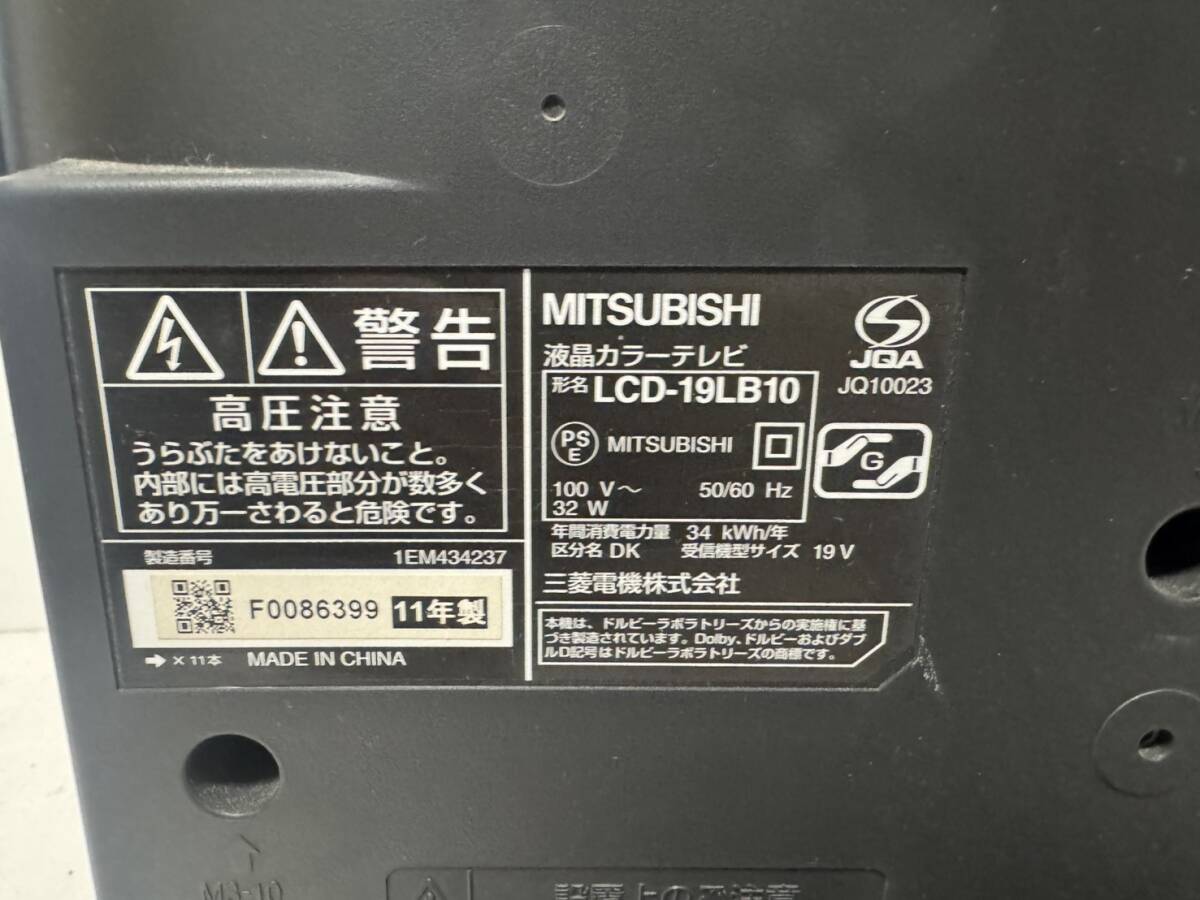 警告
高圧注意
うらぶたをあけないこと。
内部には高電圧部分が数多く
あり万一さわると危険です。
製造番号 1EM434237
F0086399 11年製
➡ × 11本 MADE IN CHINA
MITSUBISHI
液晶カラーテレビ
形名 LCD-19LB10
PS
E
MITSUBISHI
100 V～ 50/60 Hz
32 W
JQA
JQ10023
G
年間消費電力量 34 kWh/年
区分名 DK 受信機型サイズ 19 V
三菱電機株式会社
本機は、ドルビーラボラトリーズからの実施権に基
づき製造されています。Dolby、ドルビーおよびダブ
ルD記号はドルビーラボラトリーズの商標です。
設置上のご注意